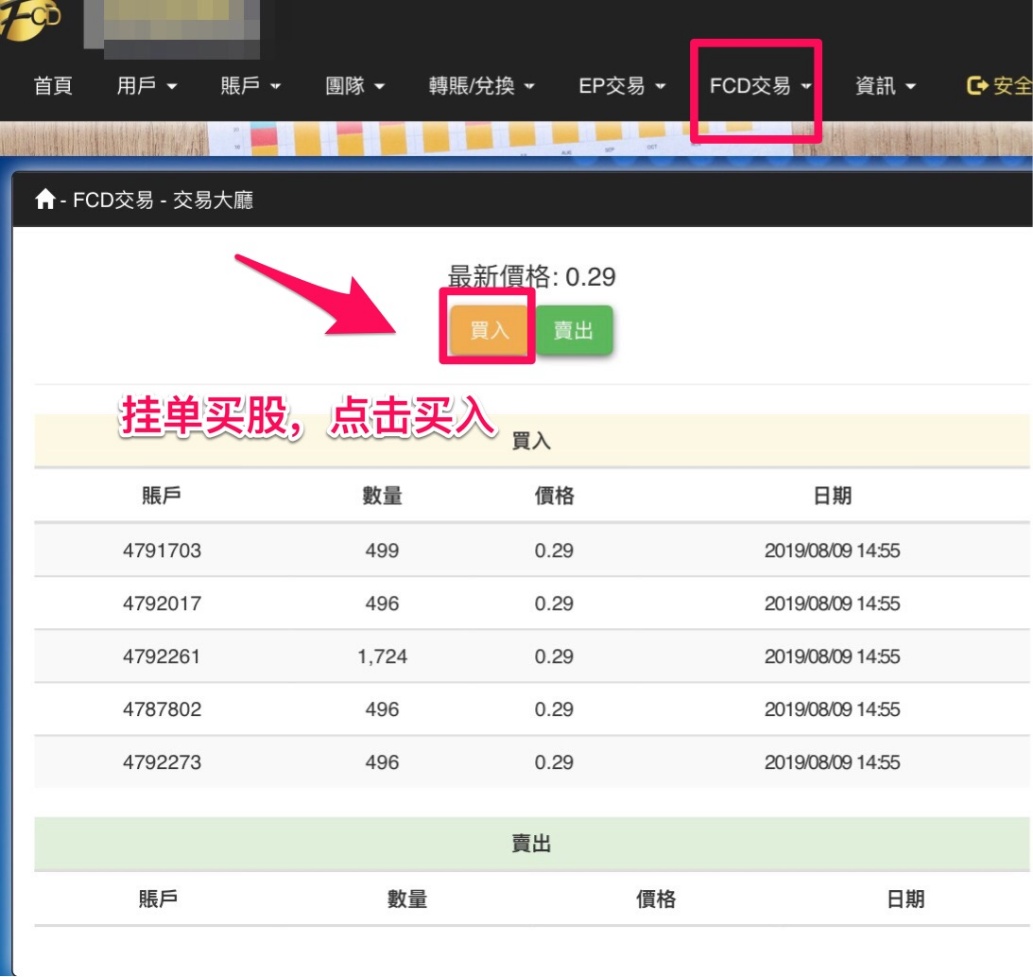 FCD
首頁 用戶 賬戶 團隊 轉賬/兌換 EP交易 FCD交易 資訊 安全
- FCD交易 - 交易大廳
最新價格: 0.29
買入 賣出
挂单买股，点击买入
買入
賬戶 數量 價格 日期
4791703 499 0.29 2019/08/09 14:55
4792017 496 0.29 2019/08/09 14:55
4792261 1,724 0.29 2019/08/09 14:55
4787802 496 0.29 2019/08/09 14:55
4792273 496 0.29 2019/08/09 14:55
賣出
賬戶 數量 價格 日期